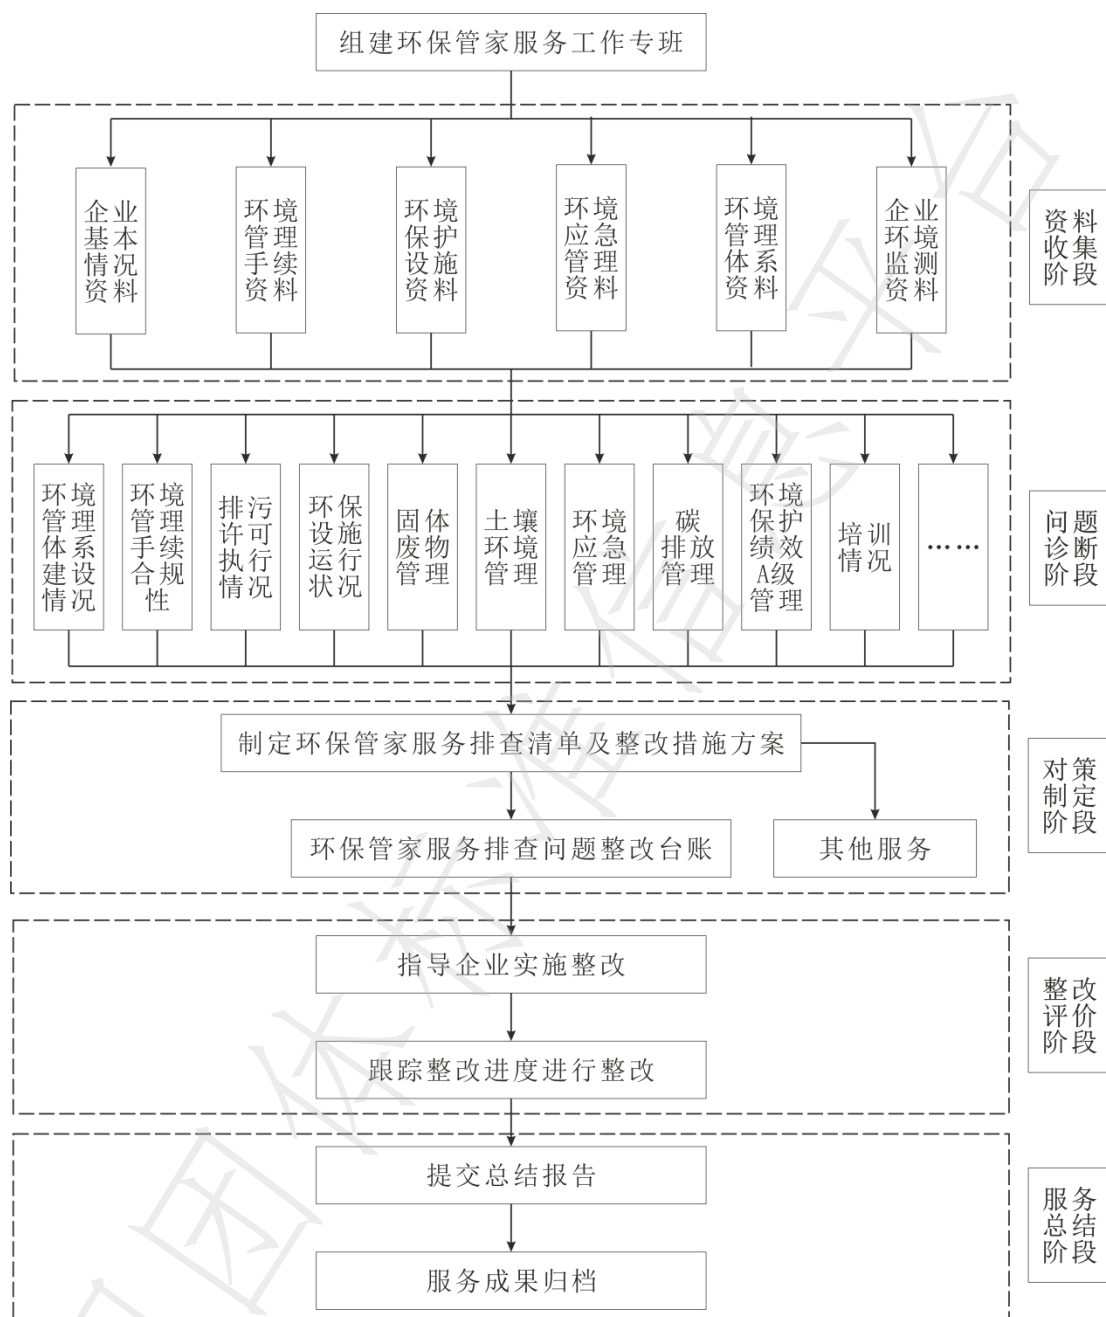 组建环保管家服务工作专班
企业
基本
情况
资料
环境
管理
手续
资料
环境
保护
设施
资料
环境
应急
管理
资料
环境
管理
体系
资料
企业
环境
监测
资料
资料
收集
阶段
环境
管理
体系
建设
情况
环境
管理
手续
合规
性
排污
许可
执行
情况
环保
设施
运行
状况
固体
废物
管理
土壤
环境
管理
环境
应急
管理
碳
排放
管理
环境
保护
绩效
A级
管理
培训
情况
……
问题
诊断
阶段
制定环保管家服务排查清单及整改措施方案
环保管家服务排查问题整改台账
其他服务
对策
制定
阶段
指导企业实施整改
跟踪整改进度进行整改
整改
评价
阶段
提交总结报告
服务成果归档
服务
总结
阶段
团体标准信息平台